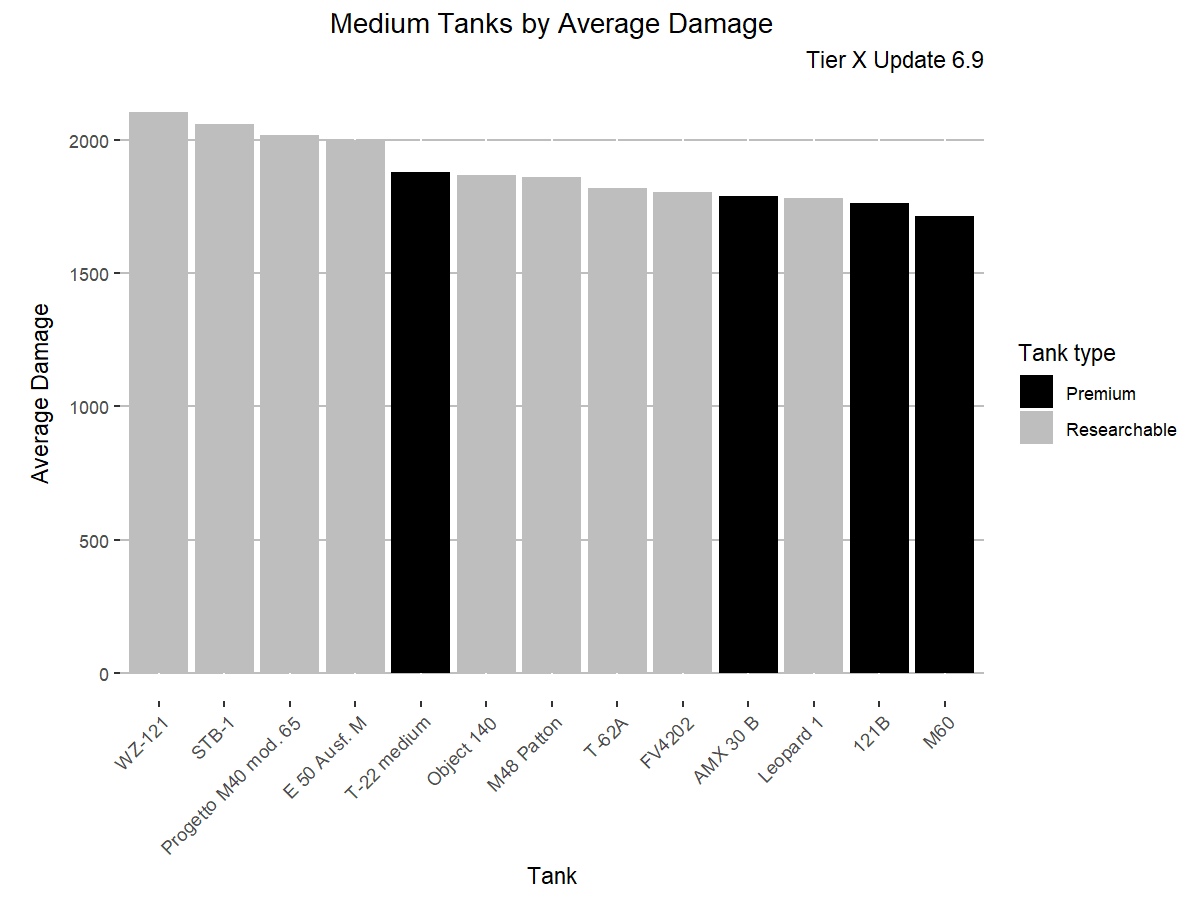 Medium Tanks by Average Damage
Tier X Update 6.9
Average Damage
2000
1500
1000
500
0
WZ-121
STB-1
Progetto M40 mod. 65
E 50 Ausf. M
T-22 medium
Object 140
M48 Patton
T-62A
FV4202
AMX 30 B
Leopard 1
121B
M60
Tank
Tank type
Premium
Researchable